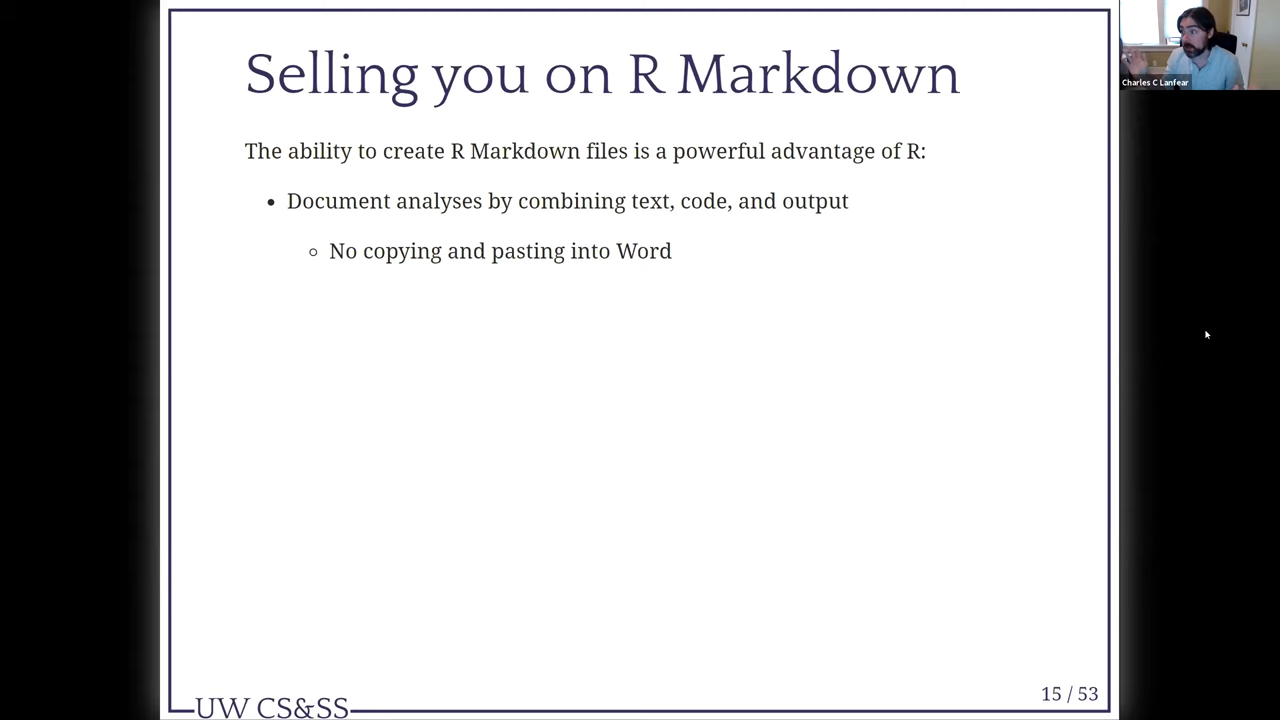 Selling you on R Markdown
Charles C Lanfear
The ability to create R Markdown files is a powerful advantage of R:
• Document analyses by combining text, code, and output
○ No copying and pasting into Word
15 / 53
UW CS&SS